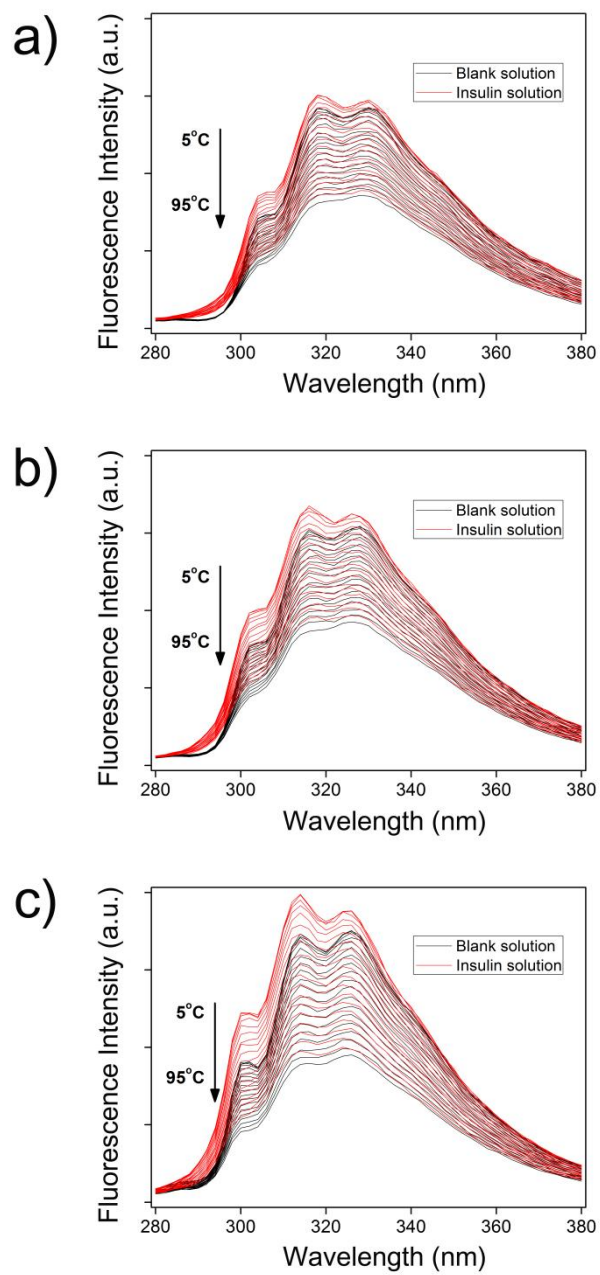 a)
Fluorescence Intensity (a.u.)
Blank solution
Insulin solution
5°C
95°C
280 300 320 340 360 380
Wavelength (nm)
b)
Fluorescence Intensity (a.u.)
Blank solution
Insulin solution
5°C
95°C
280 300 320 340 360 380
Wavelength (nm)
c)
Fluorescence Intensity (a.u.)
Blank solution
Insulin solution
5°C
95°C
280 300 320 340 360 380
Wavelength (nm)